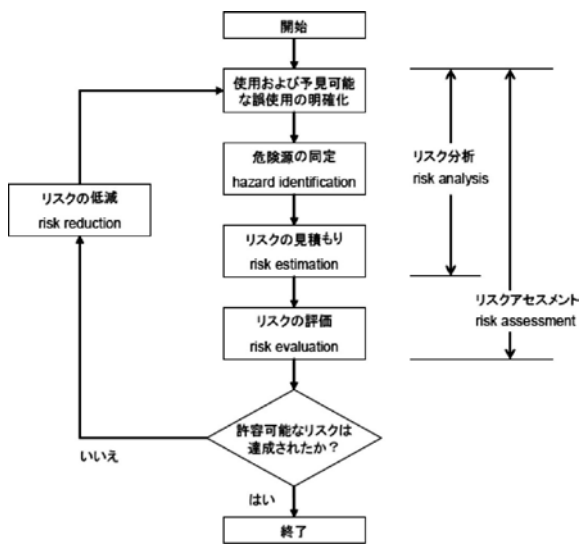 開始
使用および予見可能
な誤使用の明確化
危険源の同定
hazard identification
リスク分析
risk analysis
リスクの低減
risk reduction
リスクの見積もり
risk estimation
リスクアセスメント
risk assessment
リスクの評価
risk evaluation
許容可能なリスクは
達成されたか？
いいえ
はい
終了